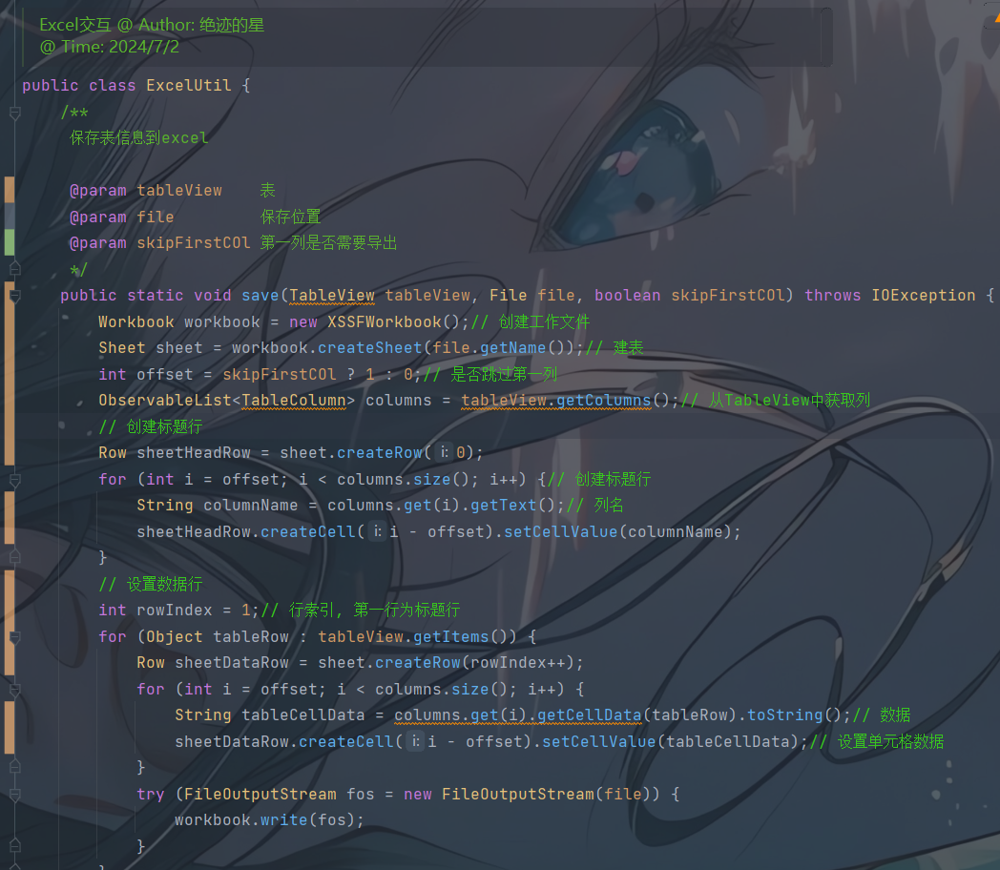 Excel交互 @ Author: 绝迹的星
@ Time: 2024/7/2
public class ExcelUtil {
/**
保存表信息到excel
@param tableView 表
@param file 保存位置
@param skipFirstCOl 第一列是否需要导出
*/
public static void save(TableView tableView, File file, boolean skipFirstCOl) throws IOException {
Workbook workbook = new XSSFWorkbook();// 创建工作文件
Sheet sheet = workbook.createSheet(file.getName());// 建表
int offset = skipFirstCOl ? 1 : 0;// 是否跳过第一列
ObservableList<TableColumn> columns = tableView.getColumns();// 从TableView中获取列
// 创建标题行
Row sheetHeadRow = sheet.createRow( i: 0);
for (int i = offset; i < columns.size(); i++) {// 创建标题行
String columnName = columns.get(i).getText();// 列名
sheetHeadRow.createCell( i: i - offset).setCellValue(columnName);
}
// 设置数据行
int rowIndex = 1;// 行索引, 第一行为标题行
for (Object tableRow : tableView.getItems()) {
Row sheetDataRow = sheet.createRow(rowIndex++);
for (int i = offset; i < columns.size(); i++) {
String tableCellData = columns.get(i).getCellData(tableRow).toString();// 数据
sheetDataRow.createCell( i: i - offset).setCellValue(tableCellData);// 设置单元格数据
}
try (FileOutputStream fos = new FileOutputStream(file)) {
workbook.write(fos);
}